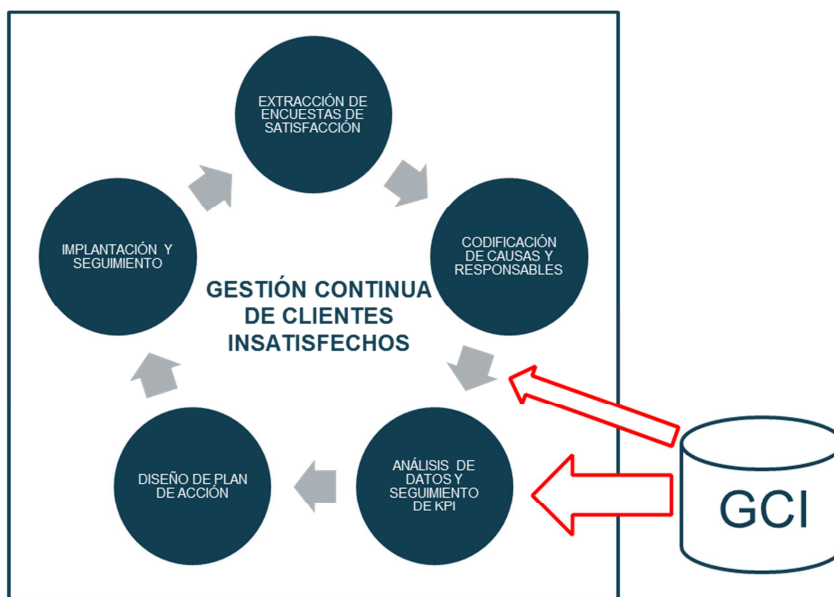 EXTRACCIÓN DE
ENCUESTAS DE
SATISFACCIÓN
CODIFICACIÓN
DE CAUSAS Y
RESPONSABLES
ANÁLISIS DE
DATOS Y
SEGUIMIENTO
DE KPI
DISEÑO DE PLAN
DE ACCIÓN
IMPLANTACIÓN Y
SEGUIMIENTO
GESTIÓN CONTINUA
DE CLIENTES
INSATISFECHOS
GCI